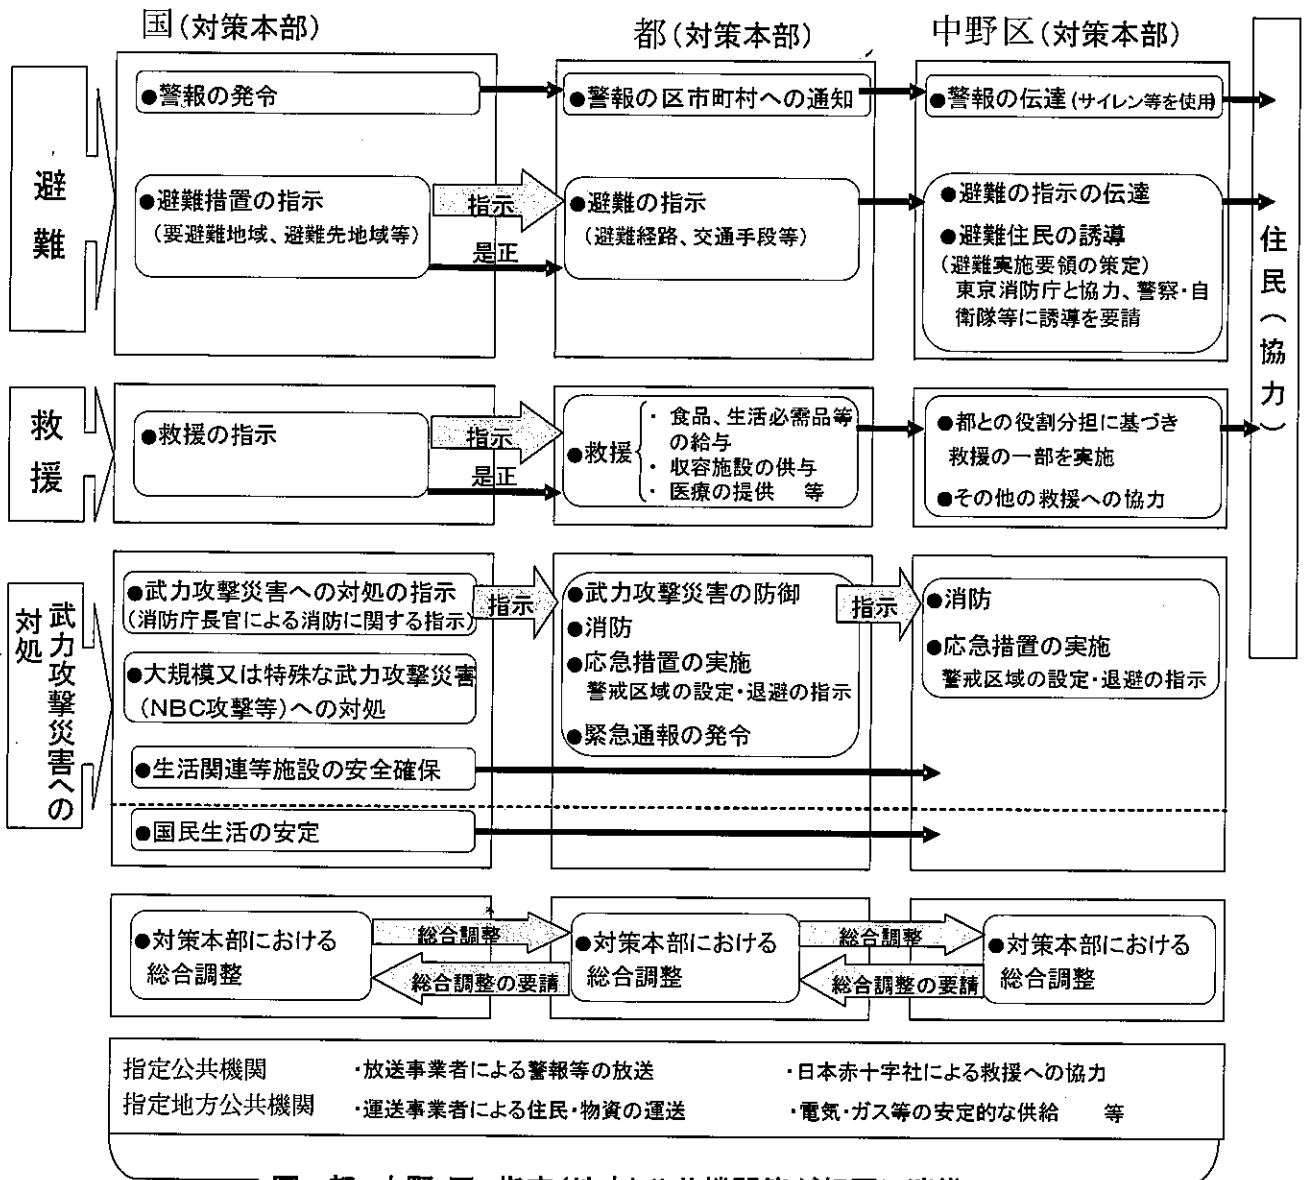 国(対策本部)
都(対策本部)
中野区(対策本部)
避難
●警報の発令
●警報の区市町村への通知
●警報の伝達(サイレン等を使用)
●避難措置の指示
(要避難地域、避難先地域等)
指示
是正
●避難の指示
(避難経路、交通手段等)
●避難の指示の伝達
●避難住民の誘導
(避難実施要領の策定)
東京消防庁と協力、警察・自
衛隊等に誘導を要請
住民(協力)
救援
●救援の指示
指示
是正
●救援
・ 食品、生活必需品等
の給与
・ 収容施設の供与
・ 医療の提供 等
●都との役割分担に基づき
救援の一部を実施
●その他の救援への協力
武力攻撃災害への
対処
●武力攻撃災害への対処の指示
(消防庁長官による消防に関する指示)
指示
●大規模又は特殊な武力攻撃災害
(NBC攻撃等)への対処
●生活関連等施設の安全確保
●国民生活の安定
●武力攻撃災害の防御
●消防
●応急措置の実施
警戒区域の設定・退避の指示
●緊急通報の発令
指示
●消防
●応急措置の実施
警戒区域の設定・退避の指示
●対策本部における
総合調整
総合調整
総合調整の要請
●対策本部における
総合調整
総合調整
総合調整の要請
●対策本部における
総合調整
指定公共機関
指定地方公共機関
・放送事業者による警報等の放送
・日本赤十字社による救援への協力
・運送事業者による住民・物資の運送
・電気・ガス等の安定的な供給 等